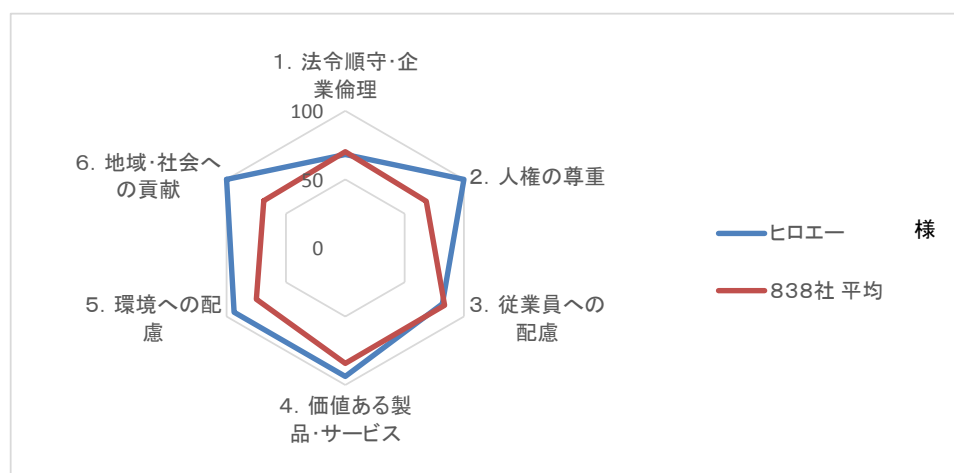 1. 法令順守・企
業倫理
100
50
0
2. 人権の尊重
3. 従業員への
配慮
4. 価値ある製
品・サービス
5. 環境への配
慮
6. 地域・社会へ
の貢献
ヒロエー 様
838社 平均